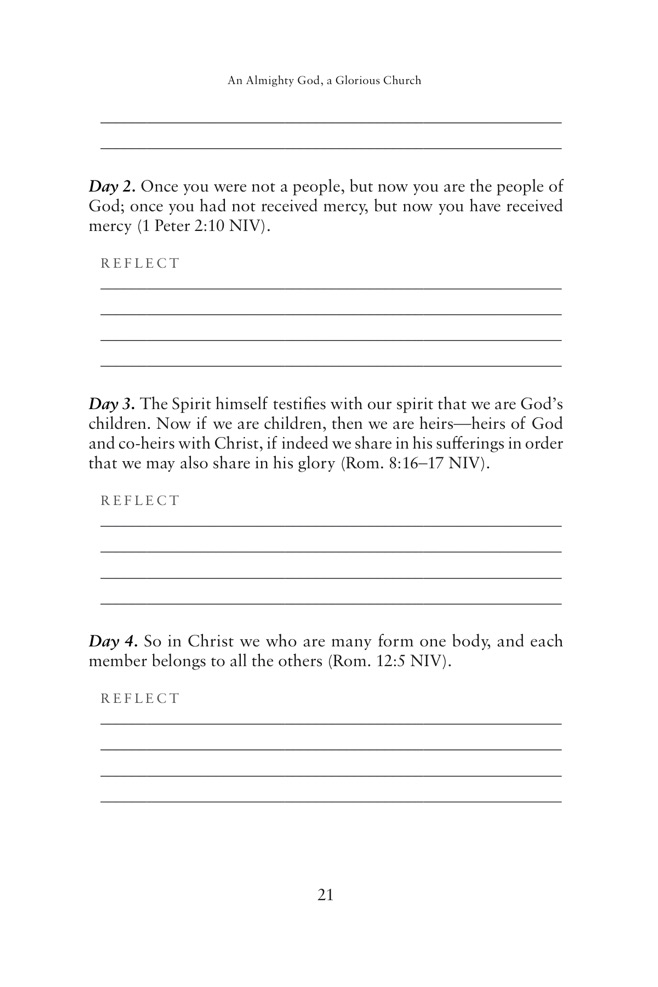 An Almighty God, a Glorious Church
Day 2. Once you were not a people, but now you are the people of
God; once you had not received mercy, but now you have received
mercy (1 Peter 2:10 NIV).
REFLECT
Day 3. The Spirit himself testifies with our spirit that we are God’s
children. Now if we are children, then we are heirs—heirs of God
and co-heirs with Christ, if indeed we share in his sufferings in order
that we may also share in his glory (Rom. 8:16–17 NIV).
REFLECT
Day 4. So in Christ we who are many form one body, and each
member belongs to all the others (Rom. 12:5 NIV).
REFLECT
21